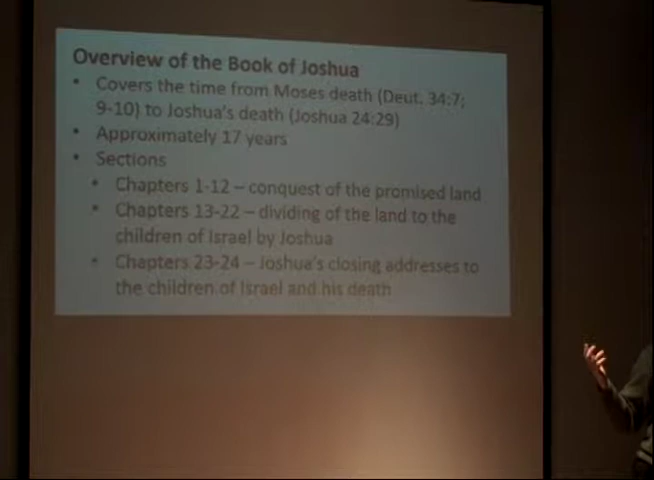 Overview of the Book of Joshua
• Covers the time from Moses death (Deut. 34:7;
9-10) to Joshua's death (Joshua 24:29)
• Approximately 17 years
• Sections
• Chapters 1-12 – conquest of the promised land
• Chapters 13-22 – dividing of the land to the
children of Israel by Joshua
• Chapters 23-24 – Joshua's closing addresses to
the children of Israel and his death